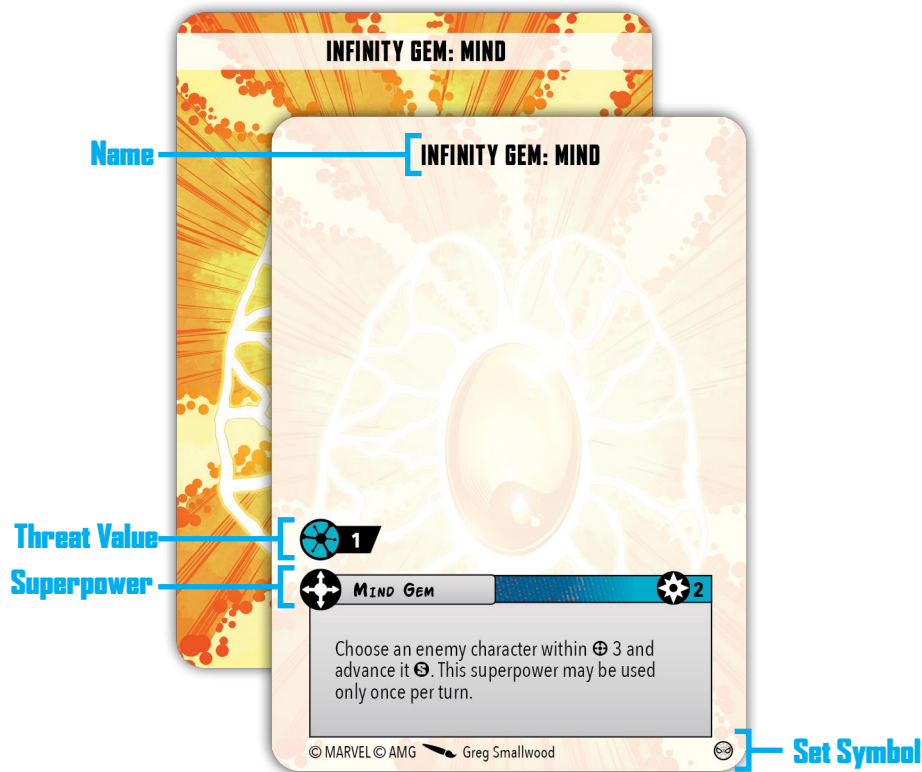 INFINITY GEM: MIND
Name
INFINITY GEM: MIND
Threat Value
1
Superpower
MIND GEM
2
Choose an enemy character within 3 and
advance it S. This superpower may be used
only once per turn.
© MARVEL © AMG Greg Smallwood
Set Symbol